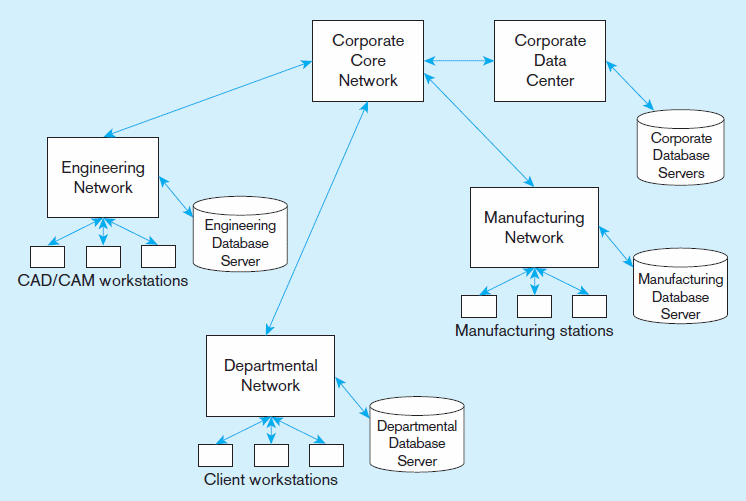 Corporate
Core
Network
Corporate
Data
Center
Corporate
Database
Servers
Engineering
Network
Engineering
Database
Server
CAD/CAM workstations
Manufacturing
Network
Manufacturing
Database
Server
Manufacturing stations
Departmental
Network
Departmental
Database
Server
Client workstations